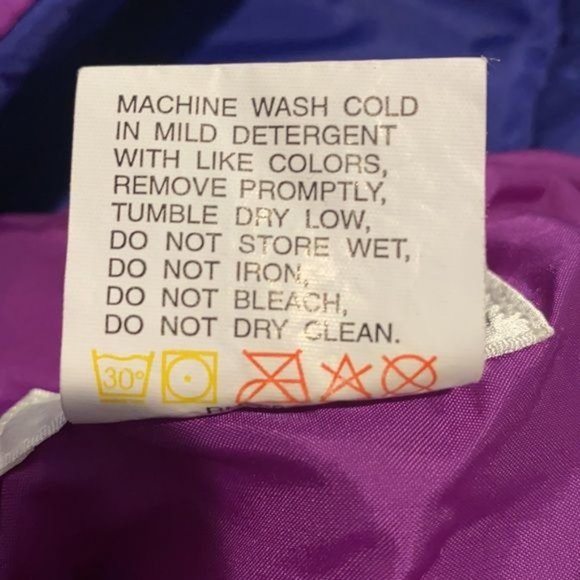 MACHINE WASH COLD
IN MILD DETERGENT
WITH LIKE COLORS,
REMOVE PROMPTLY,
TUMBLE DRY LOW,
DO NOT STORE WET,
DO NOT IRON,
DO NOT BLEACH,
DO NOT DRY CLEAN.
30°